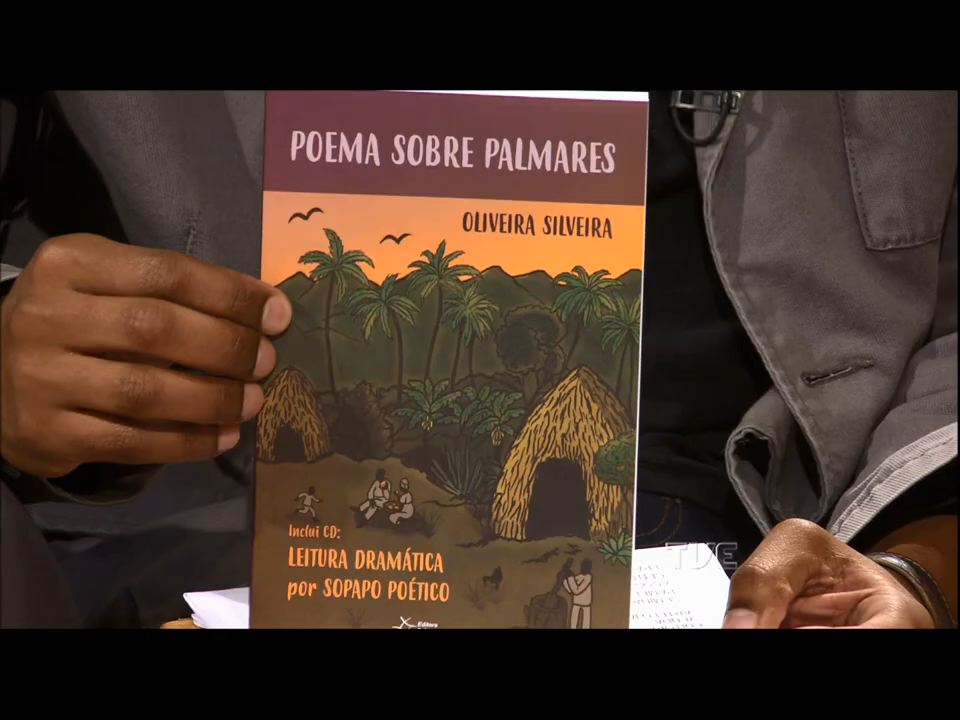 POEMA SOBRE PALMARES
OLIVEIRA SILVEIRA
Inclui CD:
LEITURA DRAMÁTICA
por SOPAPO POÉTICO
Editora
TVE